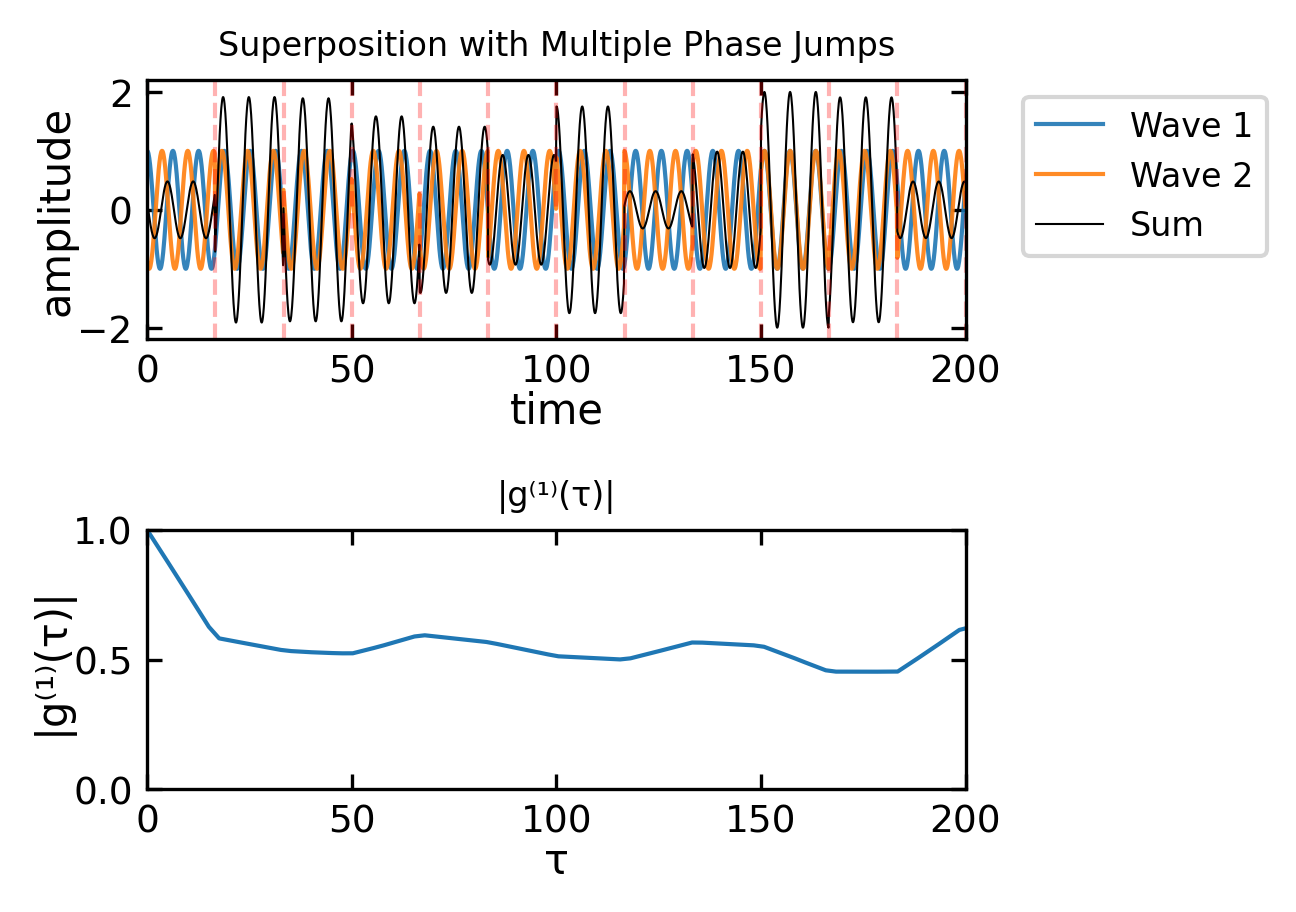 Superposition with Multiple Phase Jumps
2
0
−2
amplitude
0 50 100 150 200
time
Wave 1
Wave 2
Sum
|g⁽¹⁾(τ)|
1.0
0.5
0.0
|g⁽¹⁾(τ)|
0 50 100 150 200
τ